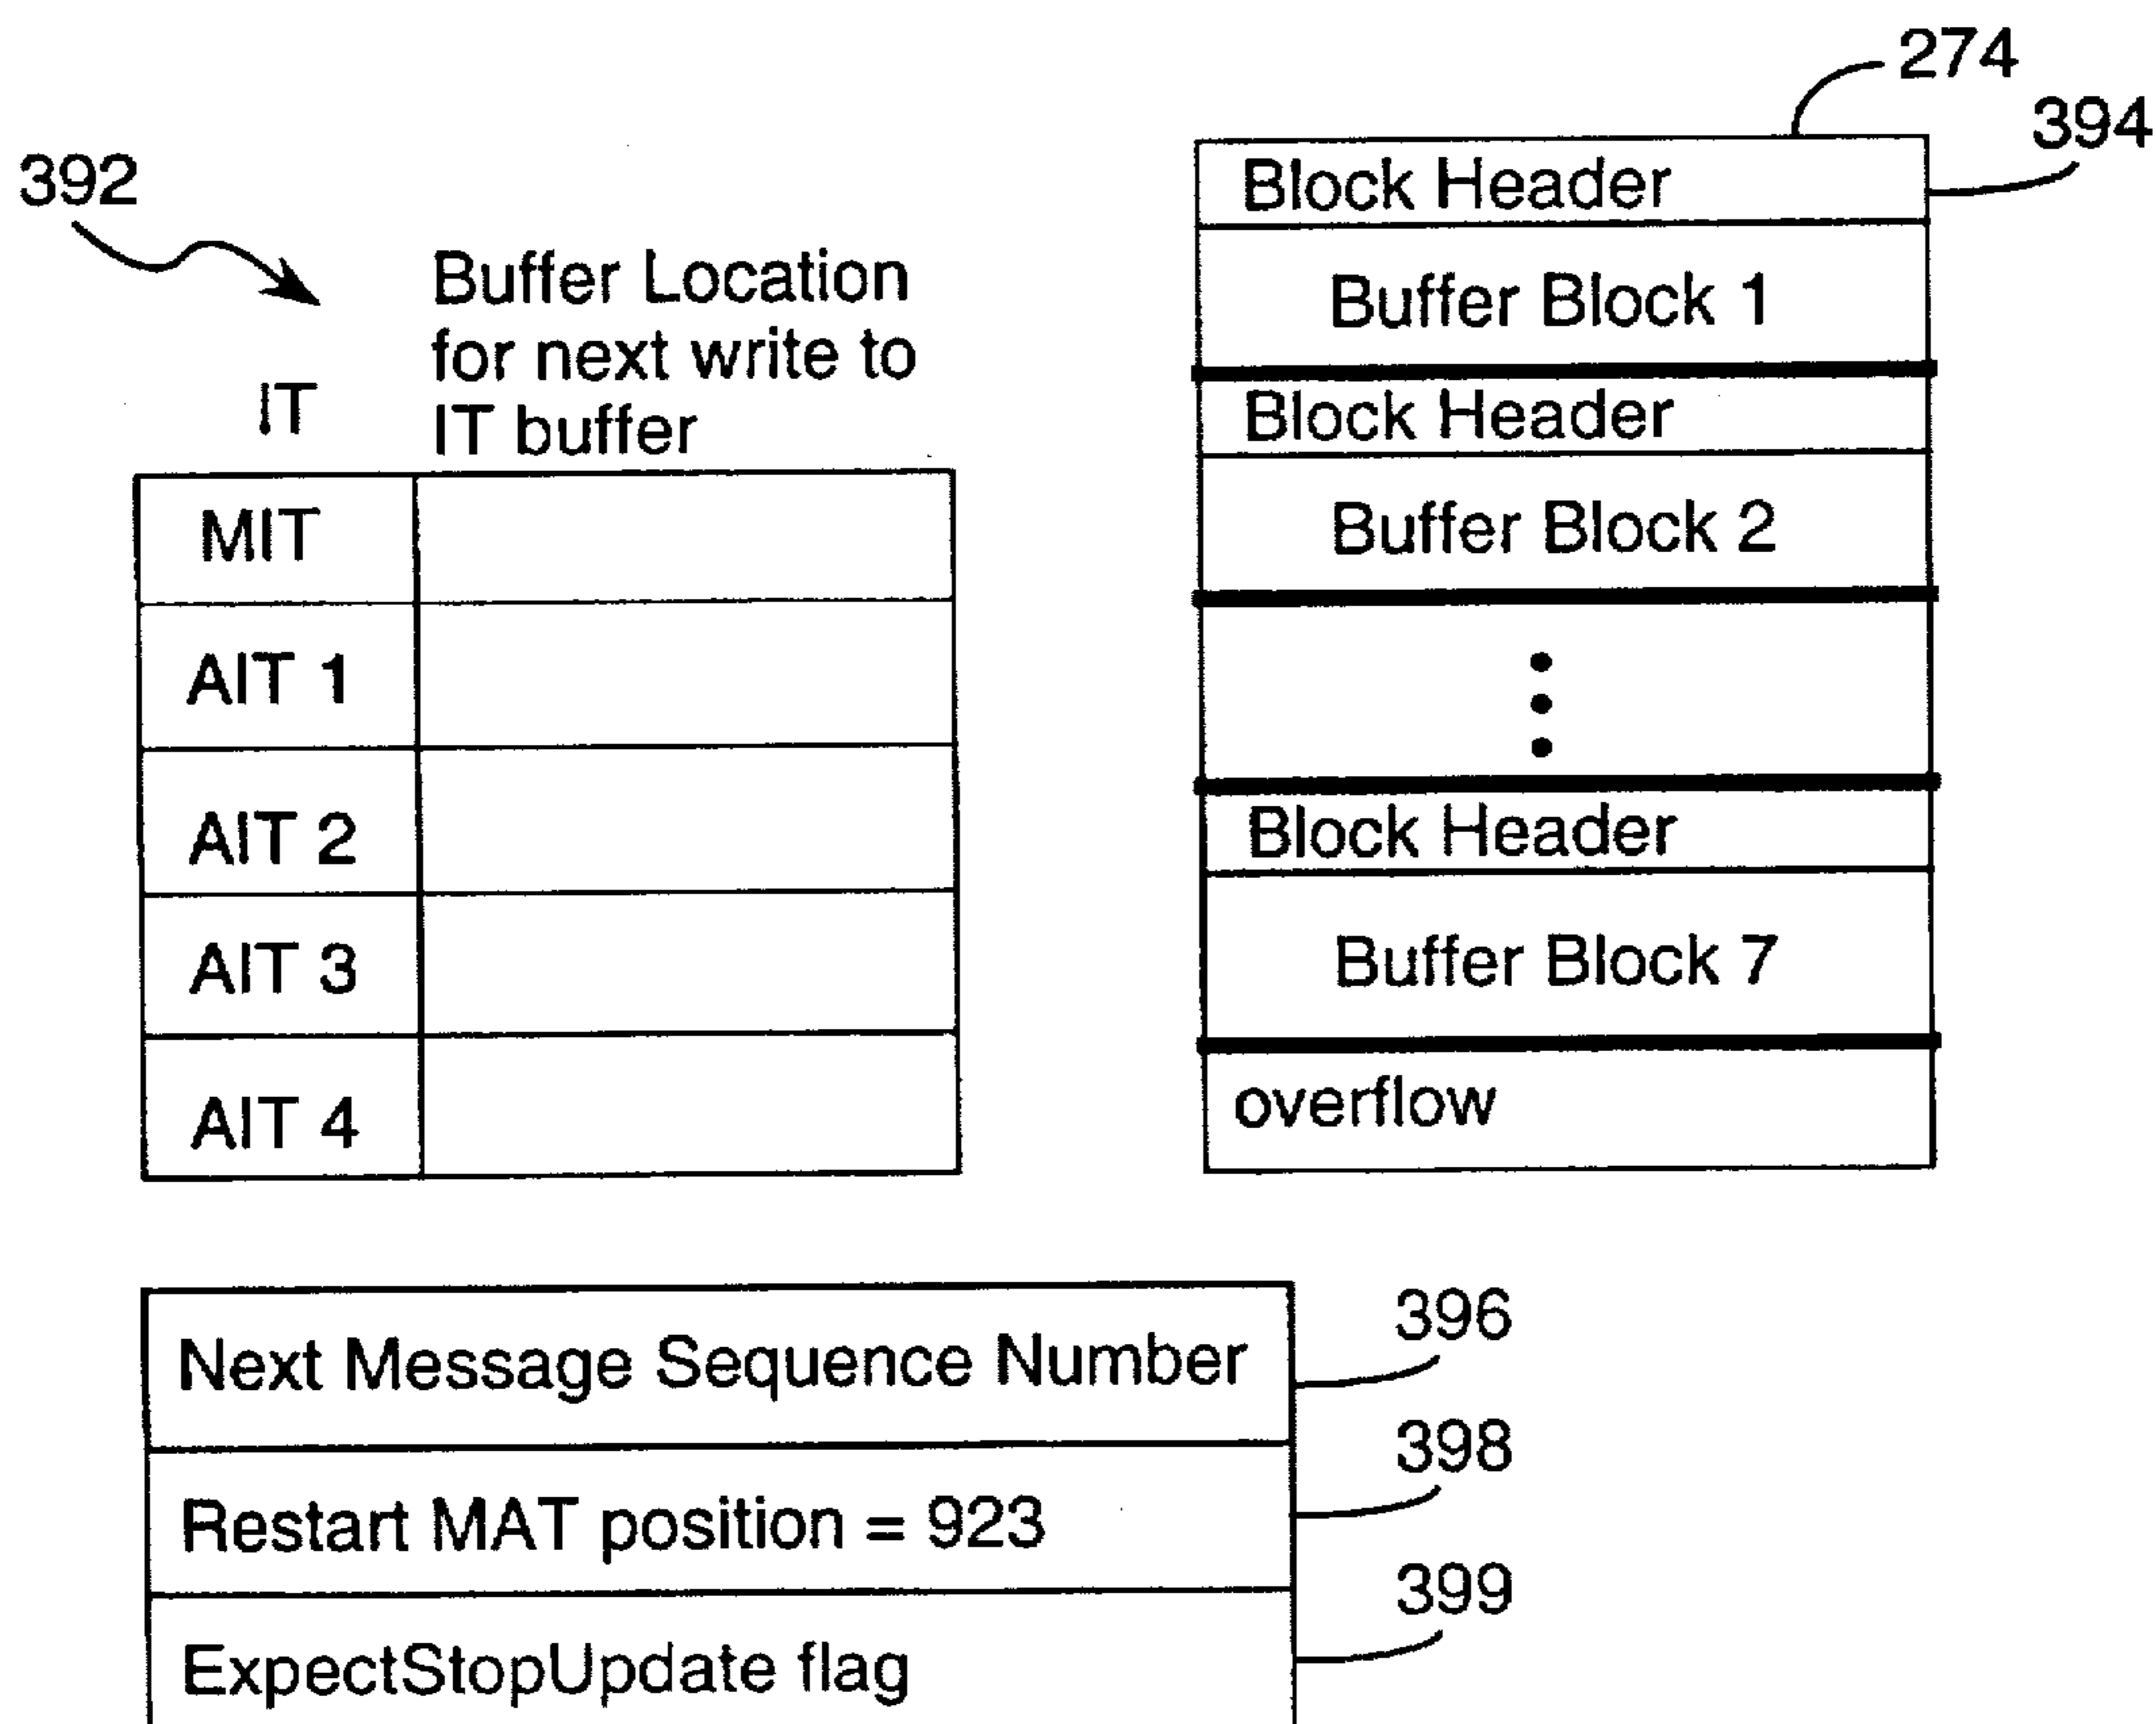 392
IT
Buffer Location
for next write to
IT buffer
MIT
AIT 1
AIT 2
AIT 3
AIT 4
274
394
Block Header
Buffer Block 1
Block Header
Buffer Block 2
Block Header
Buffer Block 7
overflow
Next Message Sequence Number
396
Restart MAT position = 923
398
ExpectStopUpdate flag
399